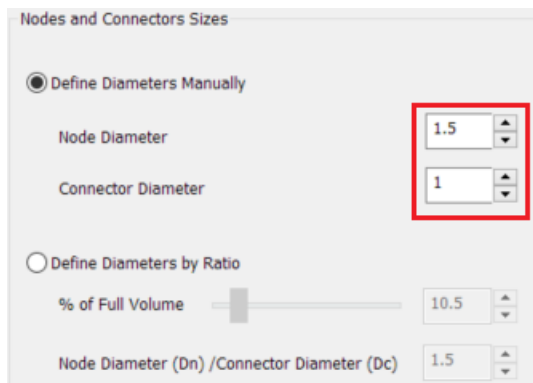 Nodes and Connectors Sizes
Define Diameters Manually
Node Diameter 1.5
Connector Diameter 1
Define Diameters by Ratio
% of Full Volume 10.5
Node Diameter (Dn) /Connector Diameter (Dc) 1.5